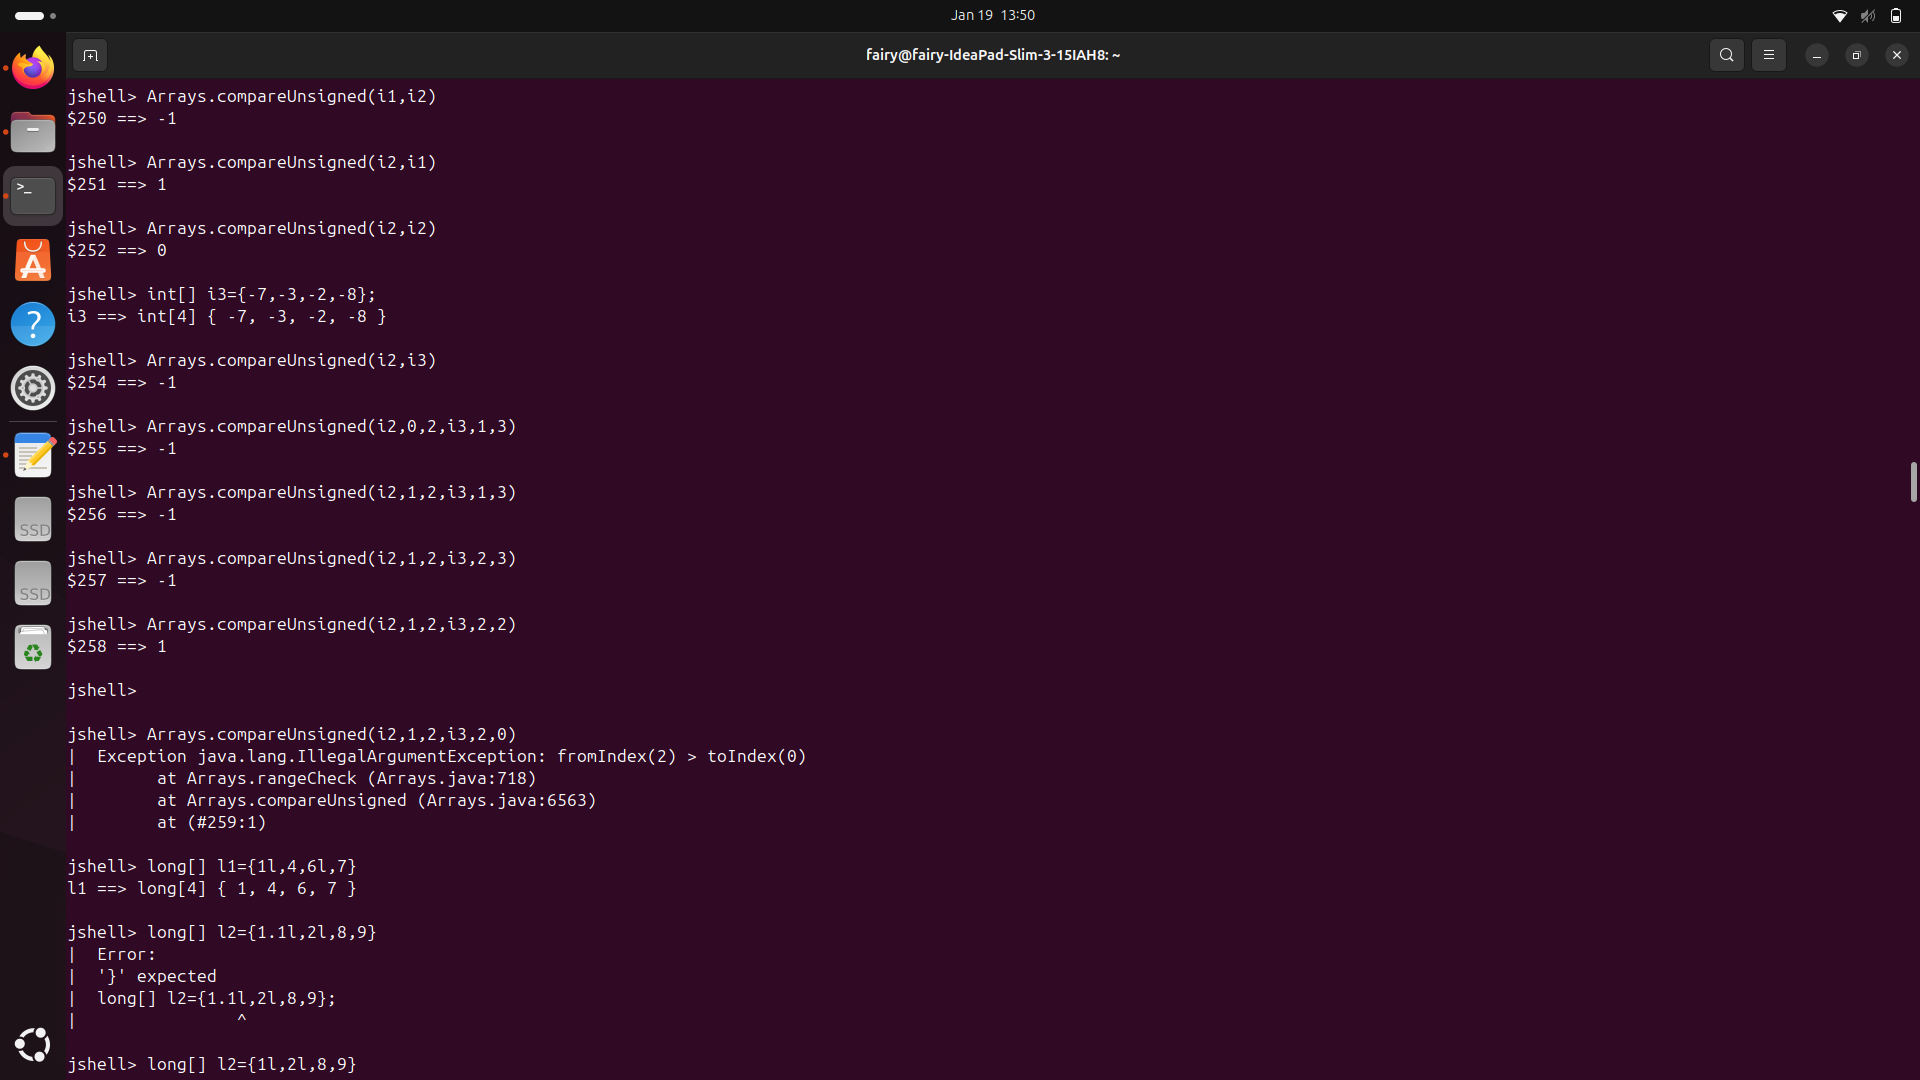 Jan 19 13:50
fairy@fairy-IdeaPad-Slim-3-15IAH8: ~
jshell> Arrays.compareUnsigned(i1,i2)
$250 ==> -1
jshell> Arrays.compareUnsigned(i2,i1)
$251 ==> 1
jshell> Arrays.compareUnsigned(i2,i2)
$252 ==> 0
jshell> int[] i3={-7,-3,-2,-8};
i3 ==> int[4] { -7, -3, -2, -8 }
jshell> Arrays.compareUnsigned(i2,i3)
$254 ==> -1
jshell> Arrays.compareUnsigned(i2,0,2,i3,1,3)
$255 ==> -1
jshell> Arrays.compareUnsigned(i2,1,2,i3,1,3)
$256 ==> -1
jshell> Arrays.compareUnsigned(i2,1,2,i3,2,3)
$257 ==> -1
jshell> Arrays.compareUnsigned(i2,1,2,i3,2,2)
$258 ==> 1
jshell>
jshell> Arrays.compareUnsigned(i2,1,2,i3,2,0)
|  Exception java.lang.IllegalArgumentException: fromIndex(2) > toIndex(0)
|        at Arrays.rangeCheck (Arrays.java:718)
|        at Arrays.compareUnsigned (Arrays.java:6563)
|        at (#259:1)
jshell> long[] l1={1l,4,6l,7}
l1 ==> long[4] { 1, 4, 6, 7 }
jshell> long[] l2={1.1l,2l,8,9}
|  Error:
|  '}' expected
|  long[] l2={1.1l,2l,8,9};
|                ^
jshell> long[] l2={1l,2l,8,9}
>_
?
SSD
SSD